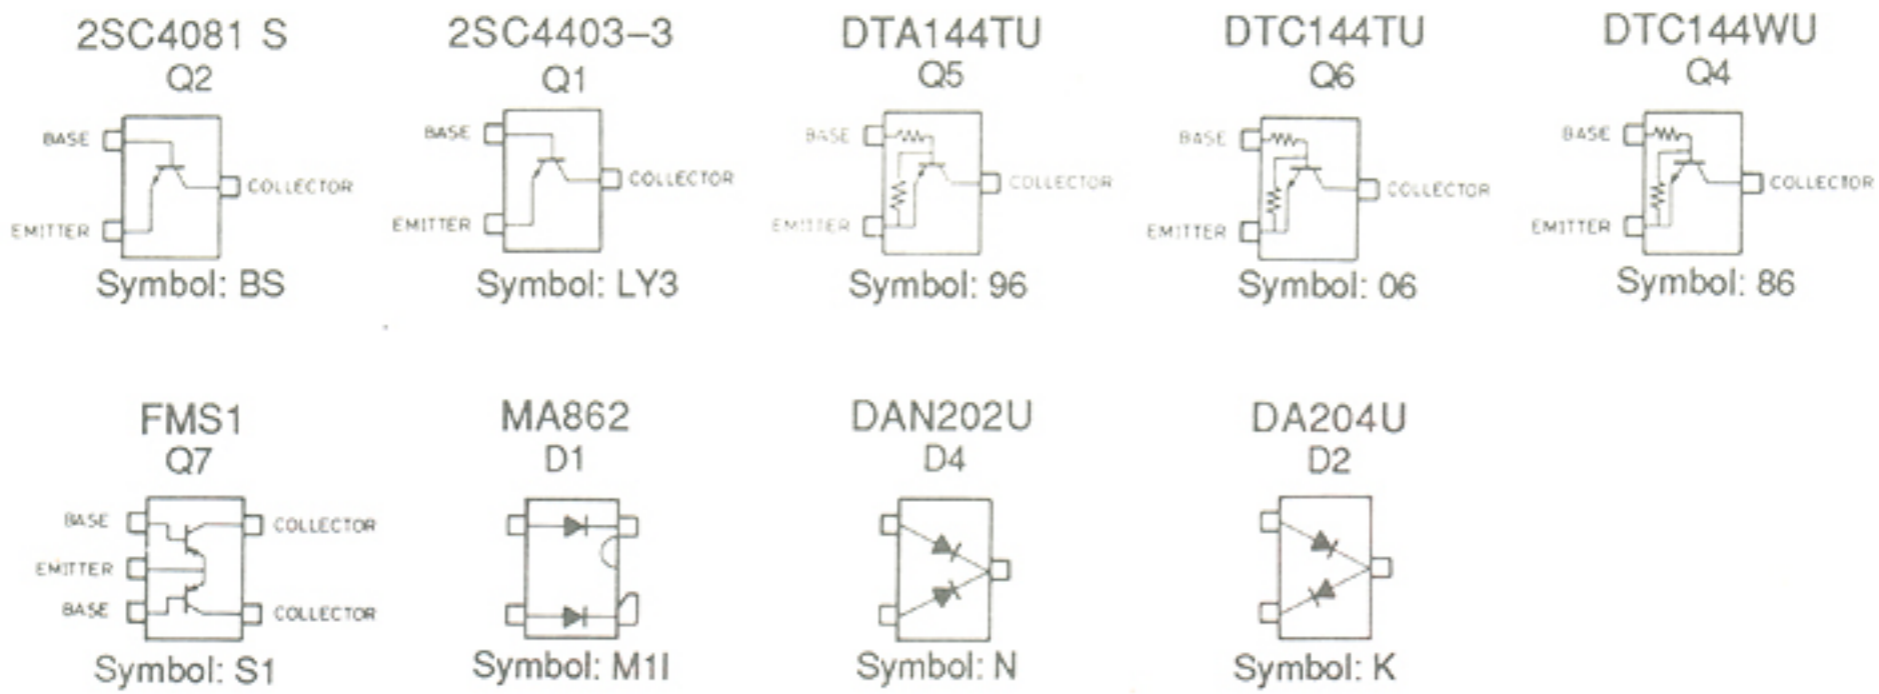 2SC4081 S
Q2
BASE
COLLECTOR
EMITTER
Symbol: BS
2SC4403–3
Q1
BASE
COLLECTOR
EMITTER
Symbol: LY3
DTA144TU
Q5
BASE
COLLECTOR
EMITTER
Symbol: 96
DTC144TU
Q6
BASE
COLLECTOR
EMITTER
Symbol: 06
DTC144WU
Q4
BASE
COLLECTOR
EMITTER
Symbol: 86
FMS1
Q7
BASE
COLLECTOR
EMITTER
BASE
COLLECTOR
Symbol: S1
MA862
D1
Symbol: M1I
DAN202U
D4
Symbol: N
DA204U
D2
Symbol: K